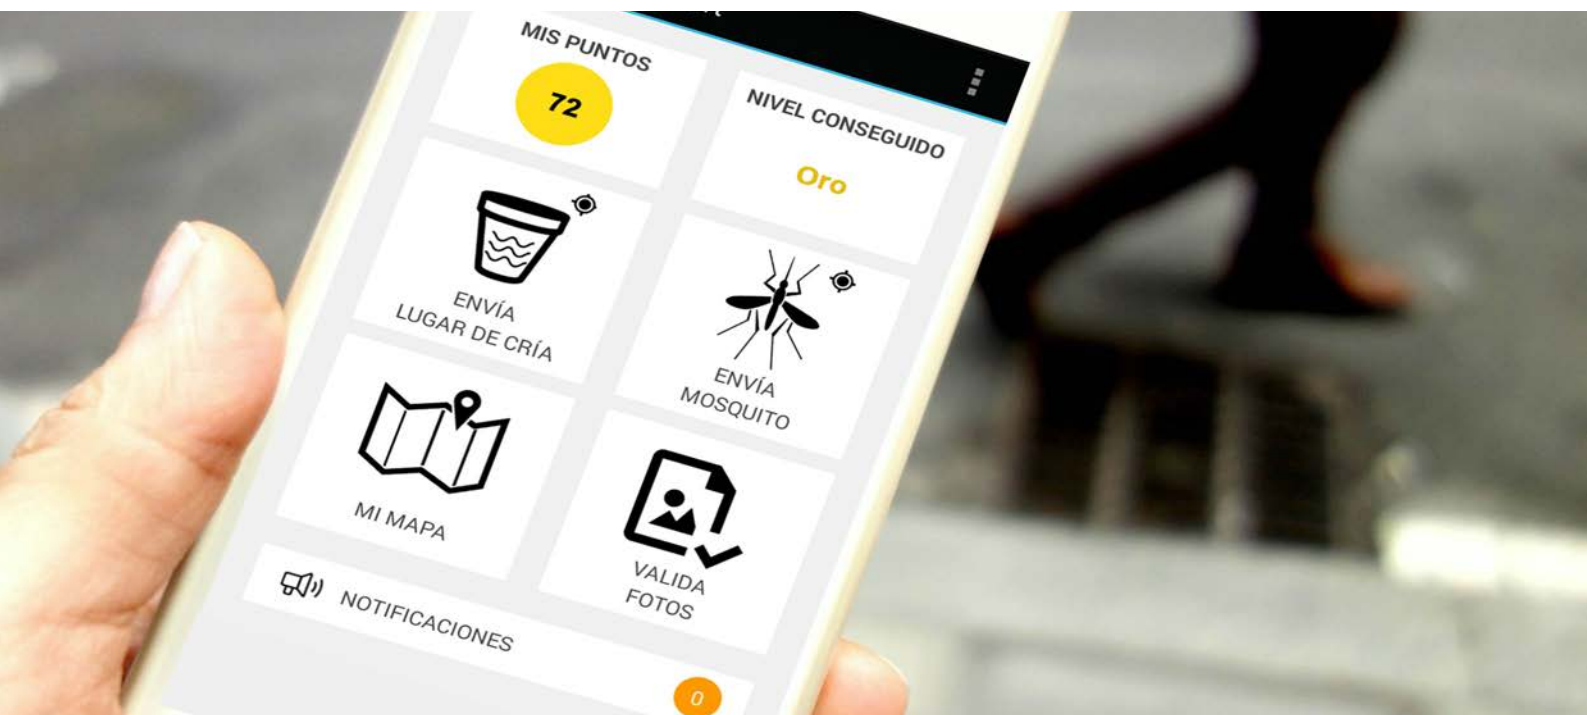 MIS PUNTOS
72
NIVEL CONSEGUIDO
Oro
ENVÍA
LUGAR DE CRÍA
ENVÍA
MOSQUITO
MI MAPA
VALIDA
FOTOS
NOTIFICACIONES
0